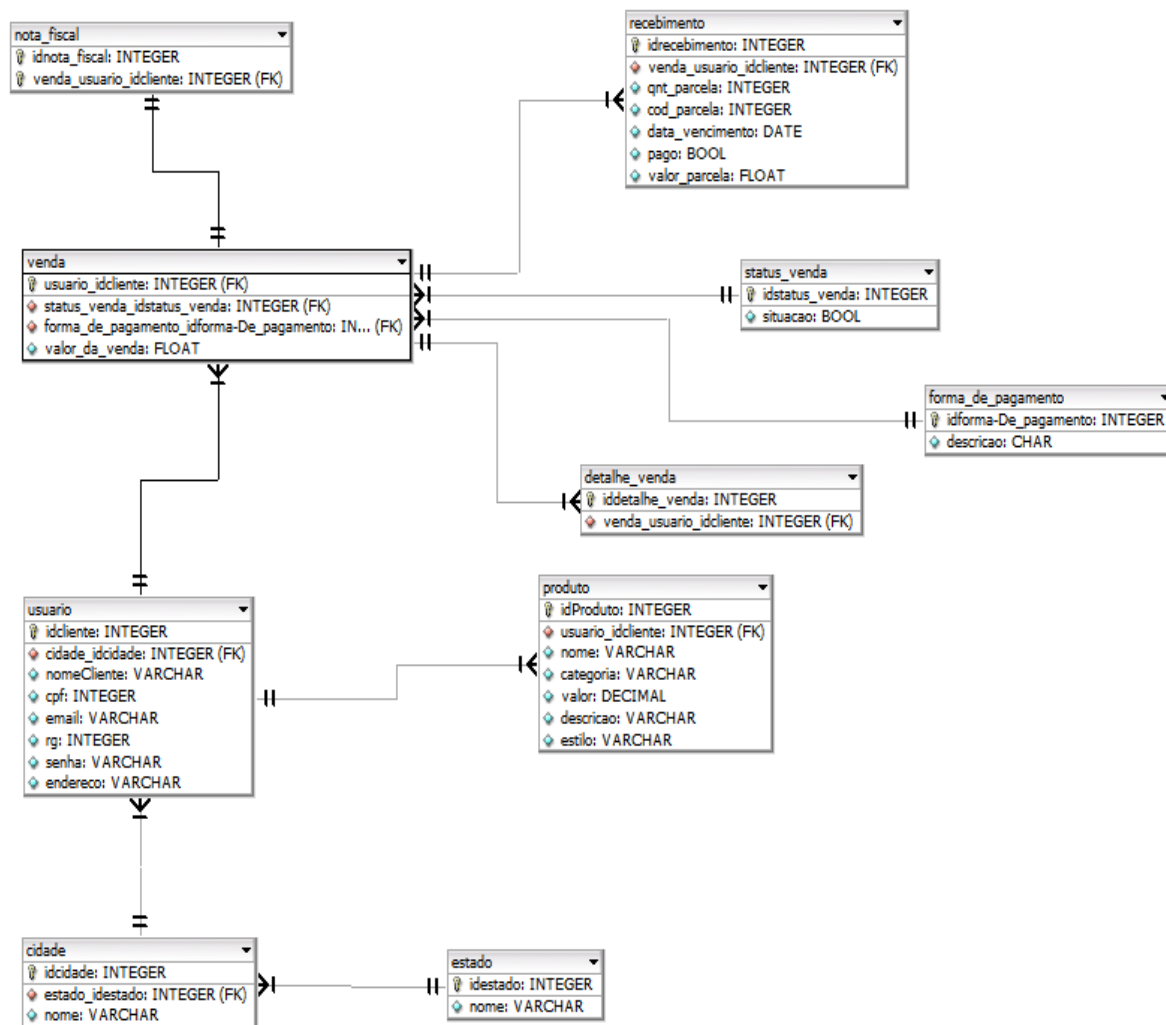 nota_fiscal
idnota_fiscal: INTEGER
venda_usuario_idcliente: INTEGER (FK)
recebimento
idrecebimento: INTEGER
venda_usuario_idcliente: INTEGER (FK)
qnt_parcela: INTEGER
cod_parcela: INTEGER
data_vencimento: DATE
pago: BOOL
valor_parcela: FLOAT
venda
usuario_idcliente: INTEGER (FK)
status_venda_idstatus_venda: INTEGER (FK)
forma_de_pagamento_idforma-De_pagamento: IN... (FK)
valor_da_venda: FLOAT
status_venda
idstatus_venda: INTEGER
situacao: BOOL
forma_de_pagamento
idforma-De_pagamento: INTEGER
descricao: CHAR
detalhe_venda
iddetalhe_venda: INTEGER
venda_usuario_idcliente: INTEGER (FK)
usuario
idcliente: INTEGER
cidade_idcidade: INTEGER (FK)
nomeCliente: VARCHAR
cpf: INTEGER
email: VARCHAR
rg: INTEGER
senha: VARCHAR
endereco: VARCHAR
produto
idProduto: INTEGER
usuario_idcliente: INTEGER (FK)
nome: VARCHAR
categoria: VARCHAR
valor: DECIMAL
descricao: VARCHAR
estilo: VARCHAR
cidade
idcidade: INTEGER
estado_idestado: INTEGER (FK)
nome: VARCHAR
estado
idestado: INTEGER
nome: VARCHAR